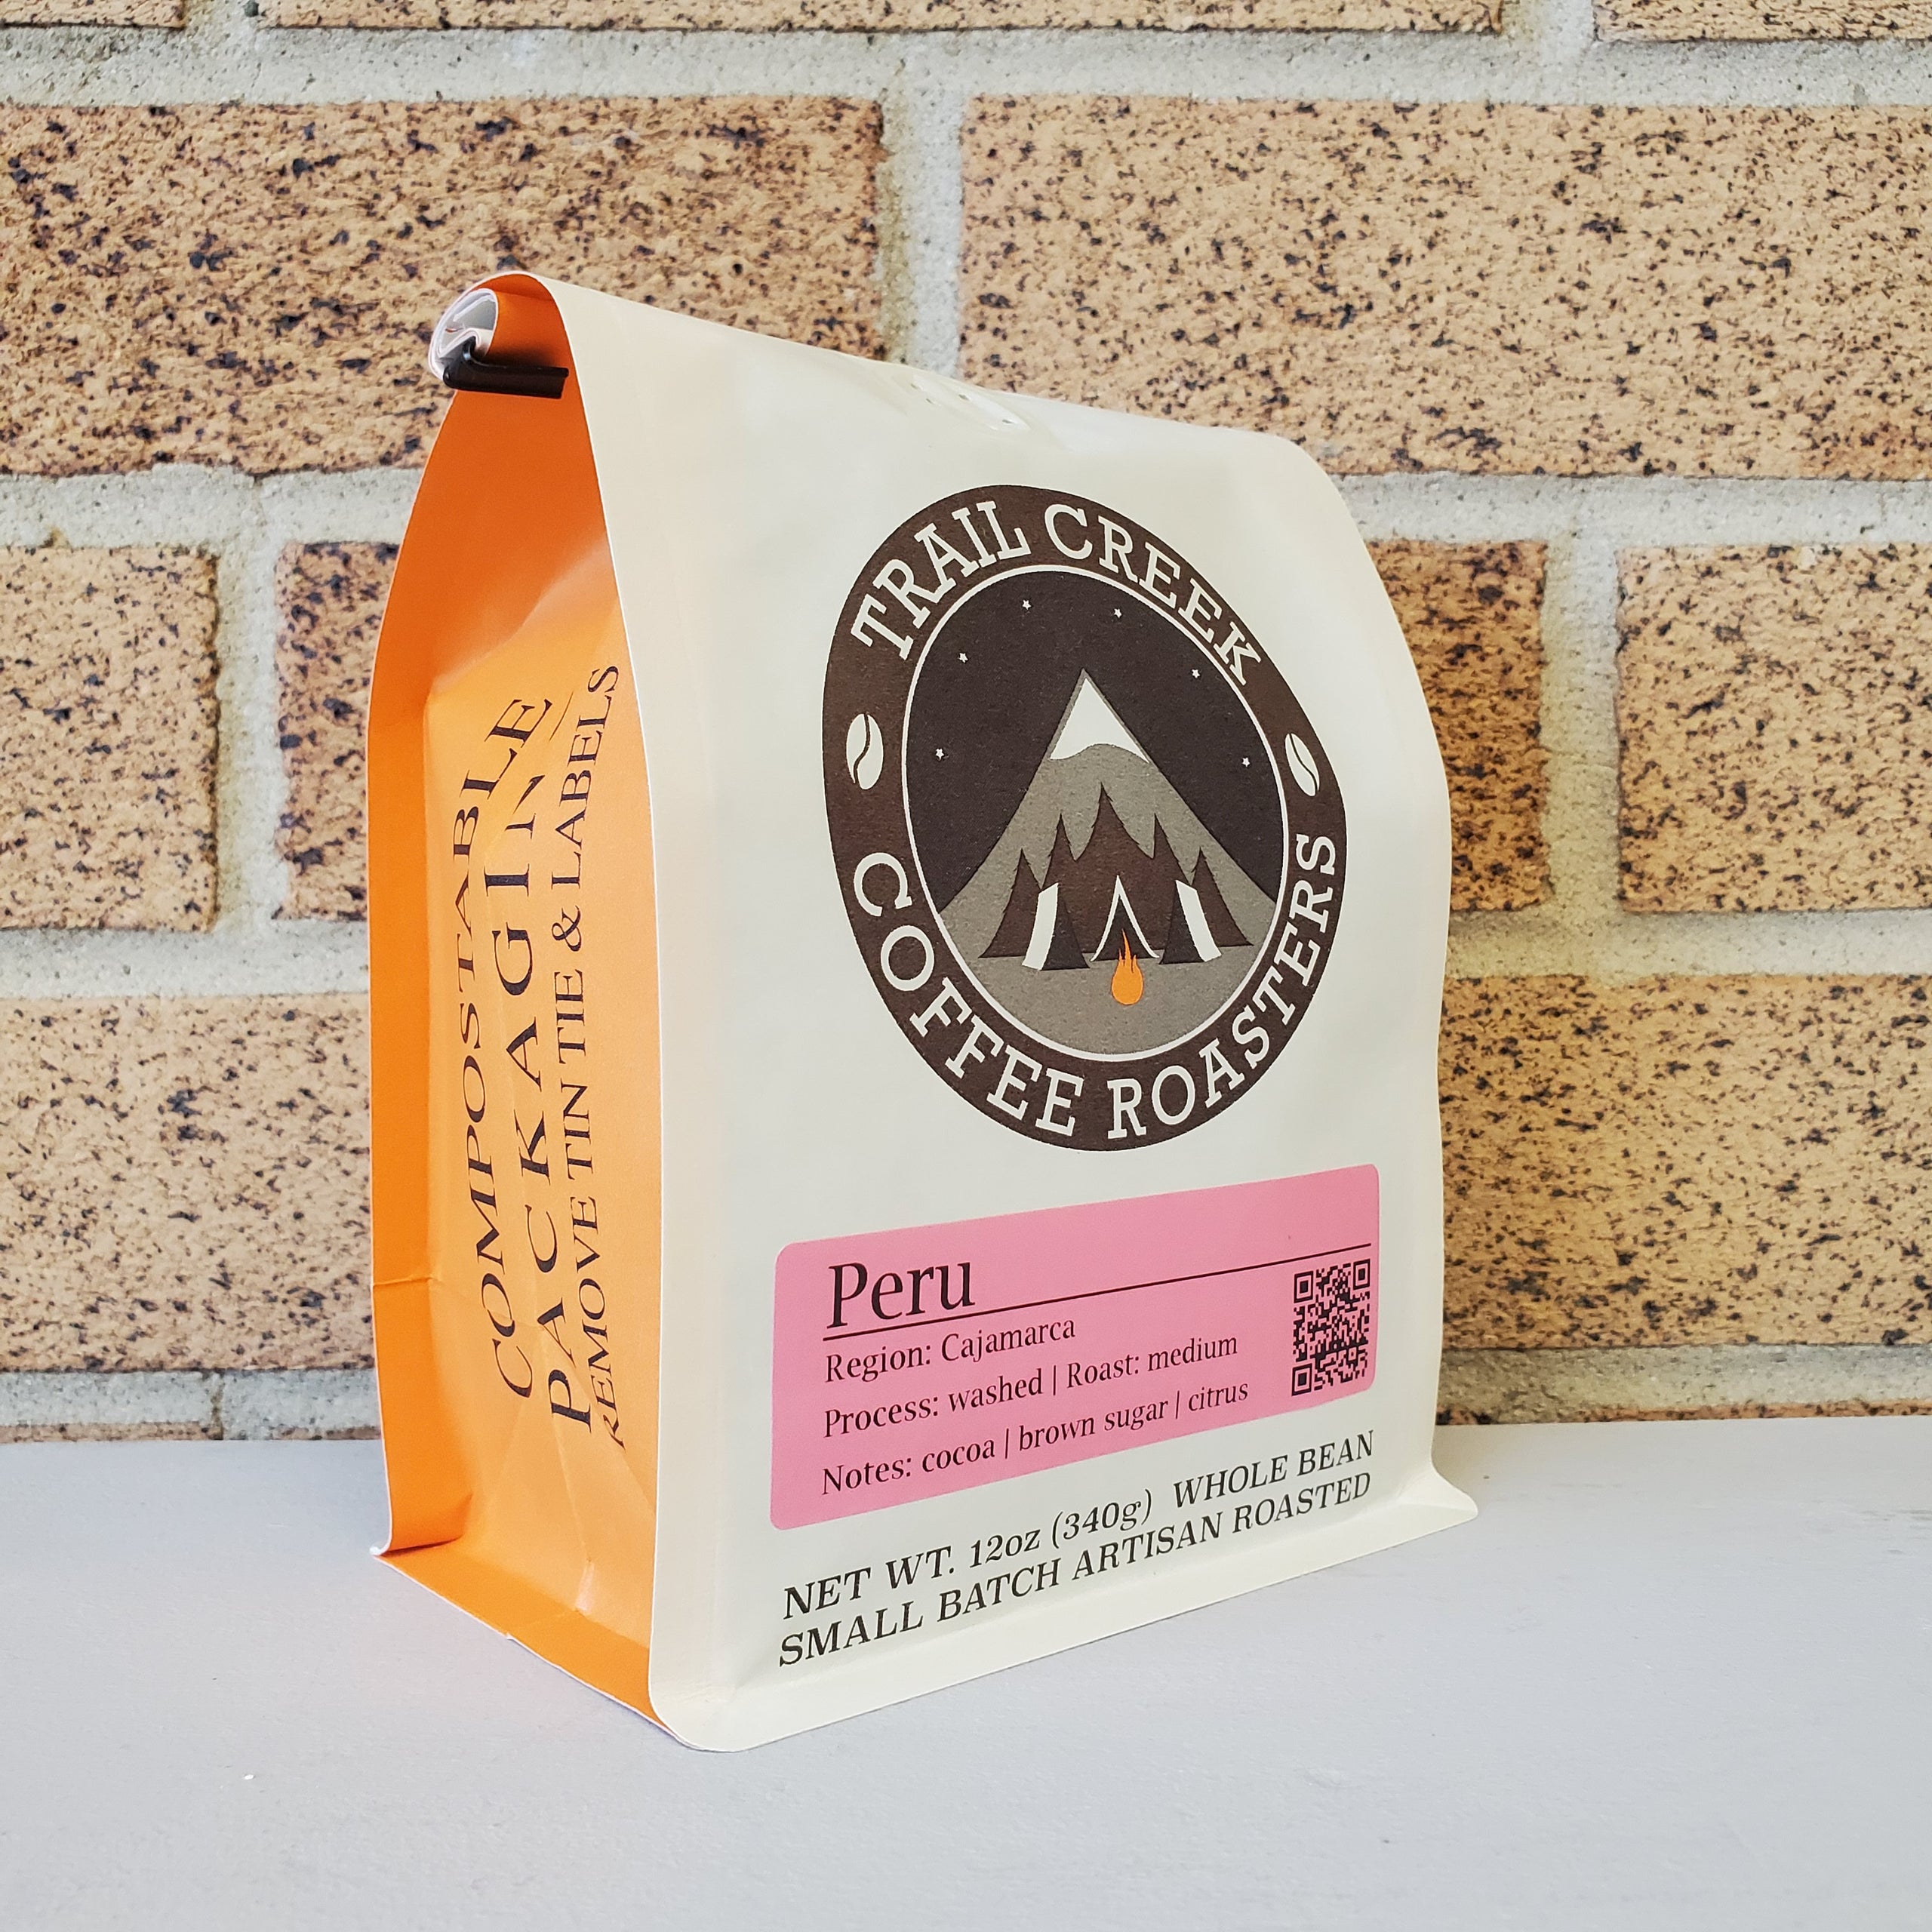 TRAIL CREEK
COFFEE ROASTERS
Peru
Region: Cajamarca
Process: washed | Roast: medium
Notes: cocoa | brown sugar | citrus
NET WT. 12oz (340g) WHOLE BEAN
SMALL BATCH ARTISAN ROASTED
COMPOSTABLE
PACKAGIN
REMOVE TIN TIE & LABELS